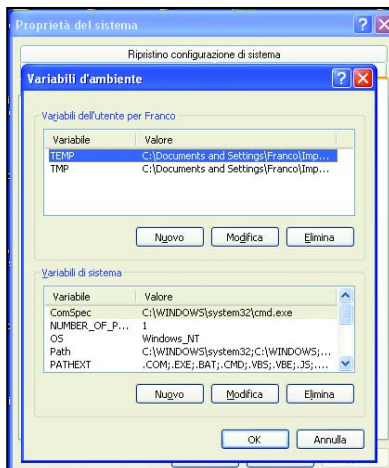 Proprietà del sistema
Ripristino configurazione di sistema
Variabili d'ambiente
Variabili dell'utente per Franco
Variabile Valore
TEMP C:\Documents and Settings\Franco\Imp...
TMP C:\Documents and Settings\Franco\Imp...
Nuovo Modifica Elimina
Variabili di sistema
Variabile Valore
ComSpec C:\WINDOWS\system32\cmd.exe
NUMBER_OF_P... 1
OS Windows_NT
Path C:\WINDOWS\system32;C:\WINDOWS;...
PATHEXT .COM;.EXE;.BAT;.CMD;.VBS;.VBE;.JS;....
Nuovo Modifica Elimina
OK Annulla